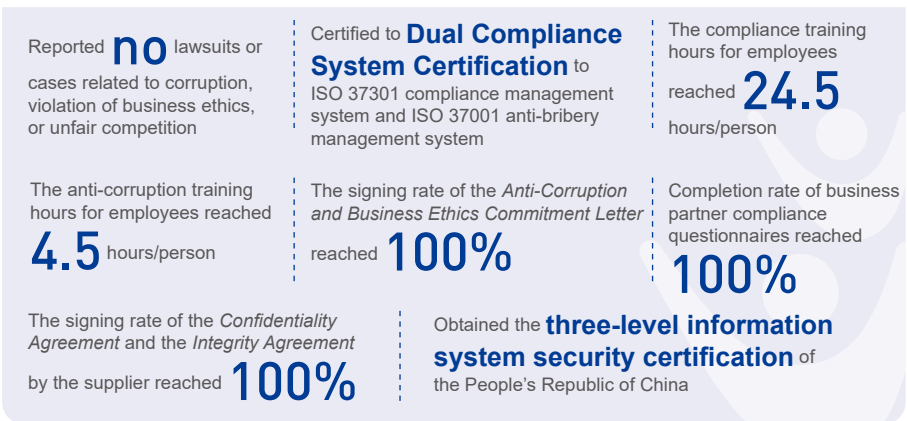 Reported no lawsuits or
cases related to corruption,
violation of business ethics,
or unfair competition
Certified to Dual Compliance
System Certification to
ISO 37301 compliance management
system and ISO 37001 anti-bribery
management system
The compliance training
hours for employees
reached 24.5
hours/person
The anti-corruption training
hours for employees reached
4.5 hours/person
The signing rate of the Anti-Corruption
and Business Ethics Commitment Letter
reached 100%
Completion rate of business
partner compliance
questionnaires reached
100%
The signing rate of the Confidentiality
Agreement and the Integrity Agreement
by the supplier reached 100%
Obtained the three-level information
system security certification of
the People's Republic of China